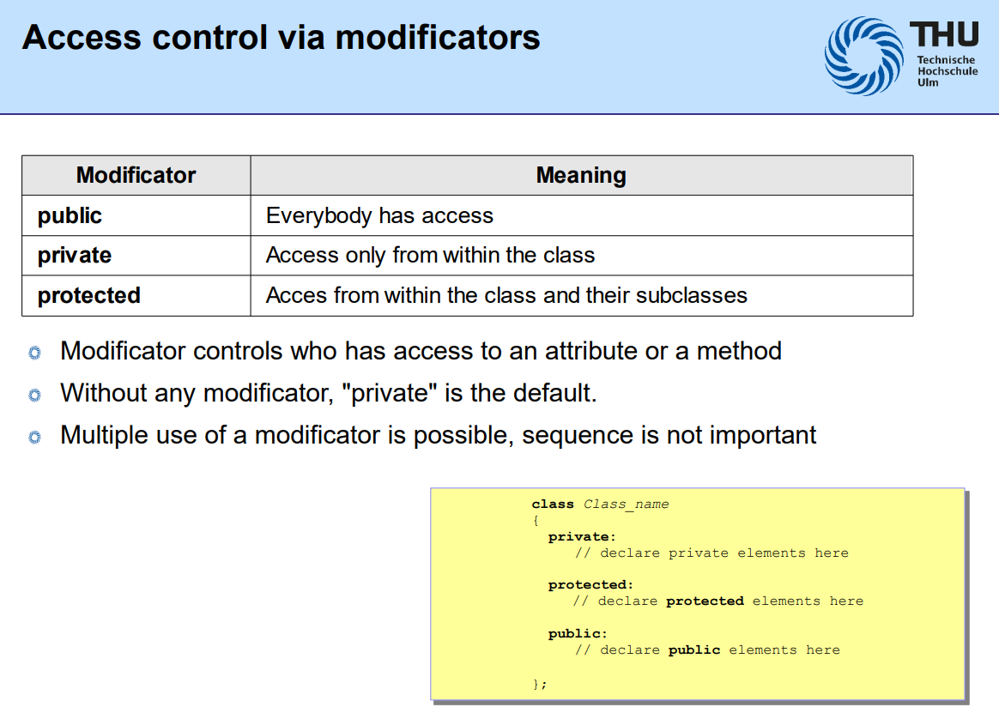 Access control via modificators
THU
Technische
Hochschule
Ulm
Modificator Meaning
public Everybody has access
private Access only from within the class
protected Acces from within the class and their subclasses
Modificator controls who has access to an attribute or a method
Without any modificator, "private" is the default.
Multiple use of a modificator is possible, sequence is not important
class Class_name
{
private:
// declare private elements here
protected:
// declare protected elements here
public:
// declare public elements here
};